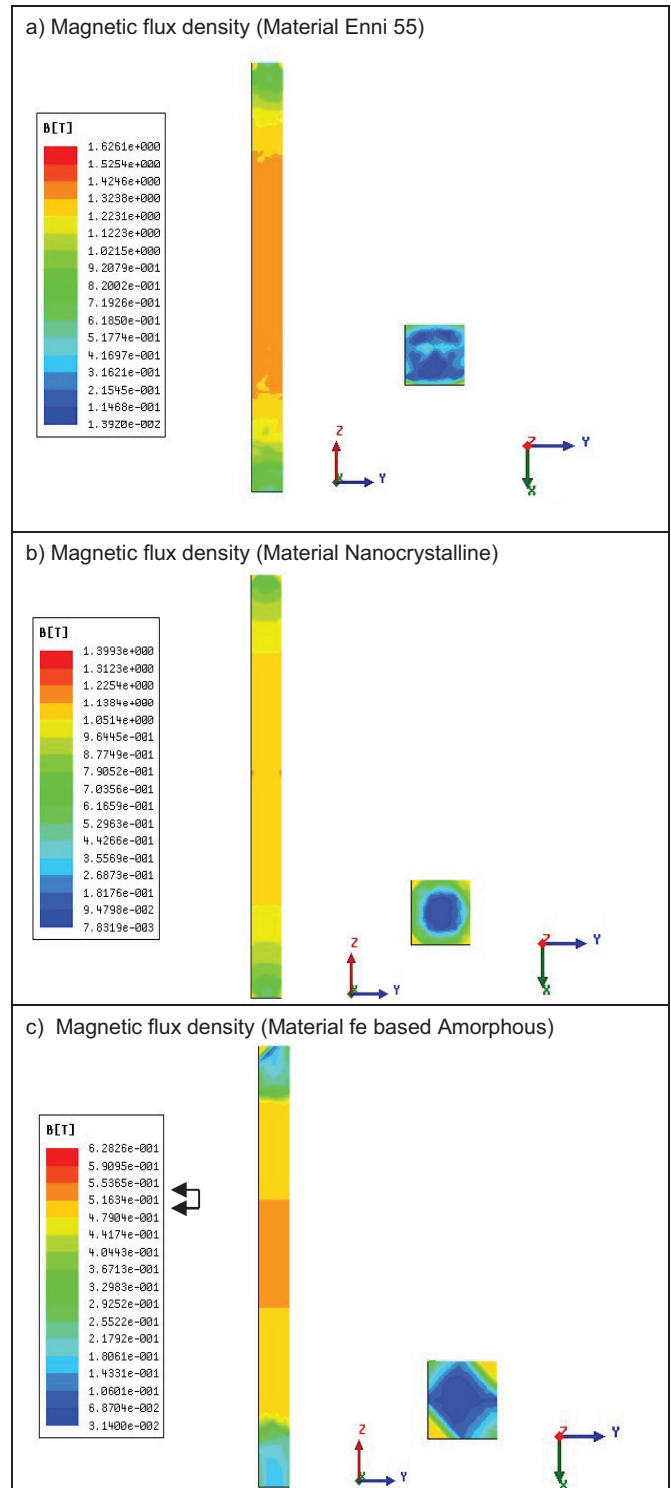 a) Magnetic flux density (Material Enni 55)
B[T]
1.6261e+000
1.5254e+000
1.4246e+000
1.3238e+000
1.2231e+000
1.1223e+000
1.0215e+000
9.2079e-001
8.2002e-001
7.1926e-001
6.1850e-001
5.1774e-001
4.1697e-001
3.1621e-001
2.1545e-001
1.1468e-001
1.3920e-002
Z
X
Y
Z
Y
X
b) Magnetic flux density (Material Nanocrystalline)
B[T]
1.3993e+000
1.3123e+000
1.2254e+000
1.1384e+000
1.0514e+000
9.6445e-001
8.7749e-001
7.9052e-001
7.0356e-001
6.1659e-001
5.2963e-001
4.4266e-001
3.5569e-001
2.6873e-001
1.8176e-001
9.4798e-002
7.8319e-003
Z
X
Y
Z
Y
X
c) Magnetic flux density (Material fe based Amorphous)
B[T]
6.2826e-001
5.9095e-001
5.5365e-001
5.1634e-001
4.7904e-001
4.4174e-001
4.0443e-001
3.6713e-001
3.2983e-001
2.9252e-001
2.5522e-001
2.1792e-001
1.8061e-001
1.4331e-001
1.0601e-001
6.8704e-002
3.1400e-002
Z
X
Y
Z
Y
X